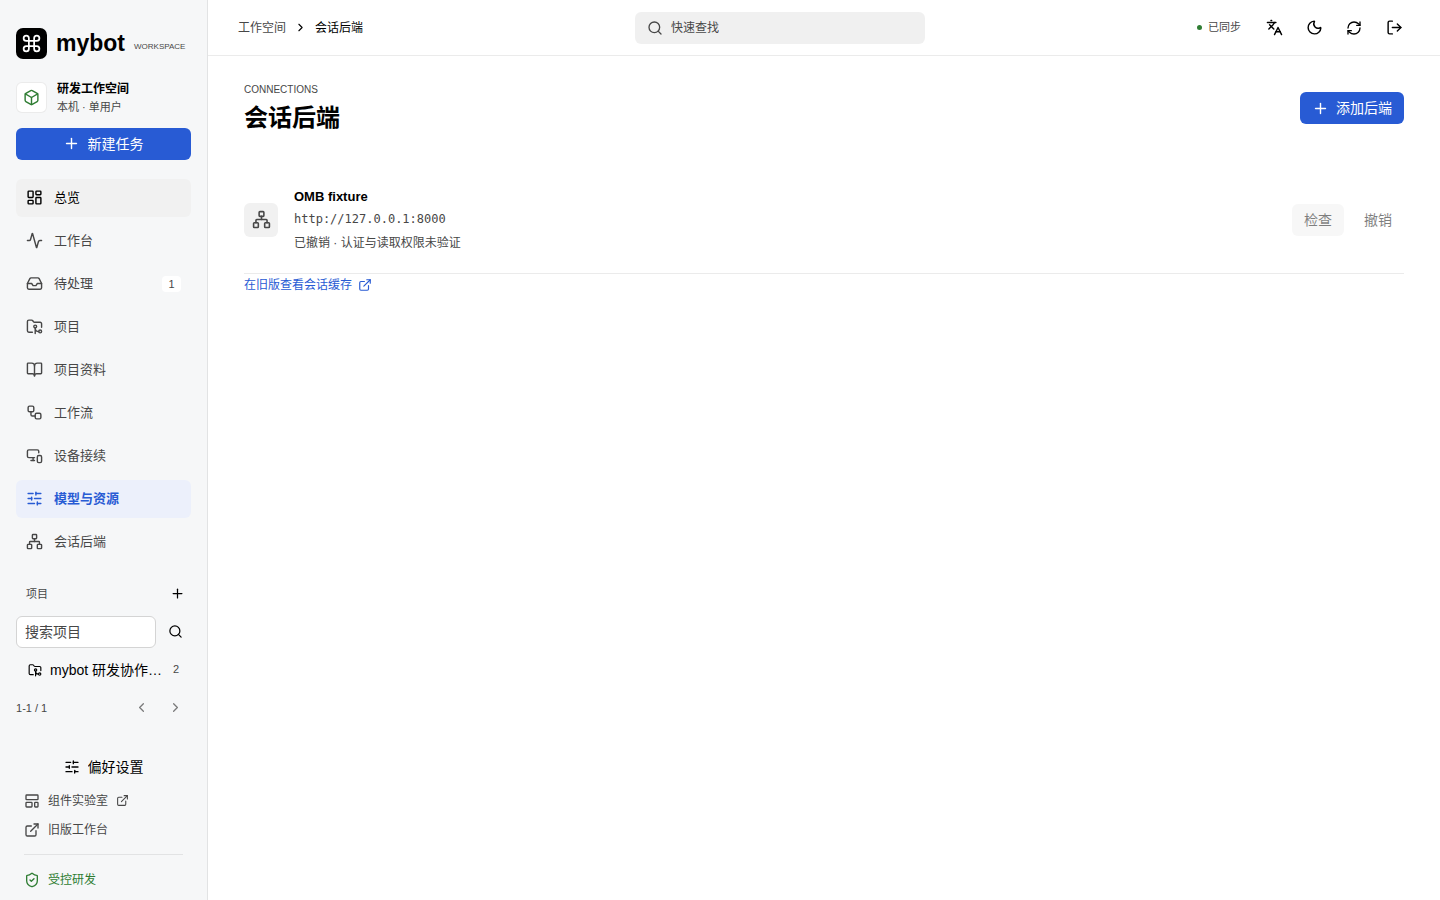 mybot WORKSPACE
研发工作空间
本机 · 单用户
新建任务
总览
工作台
待处理 1
项目
项目资料
工作流
设备接续
模型与资源
会话后端
项目
搜索项目
mybot 研发协作… 2
1-1 / 1
偏好设置
组件实验室
旧版工作台
受控研发
工作空间 会话后端
快速查找
已同步
CONNECTIONS
会话后端
添加后端
OMB fixture
http://127.0.0.1:8000
已撤销 · 认证与读取权限未验证
检查 撤销
在旧版查看会话缓存